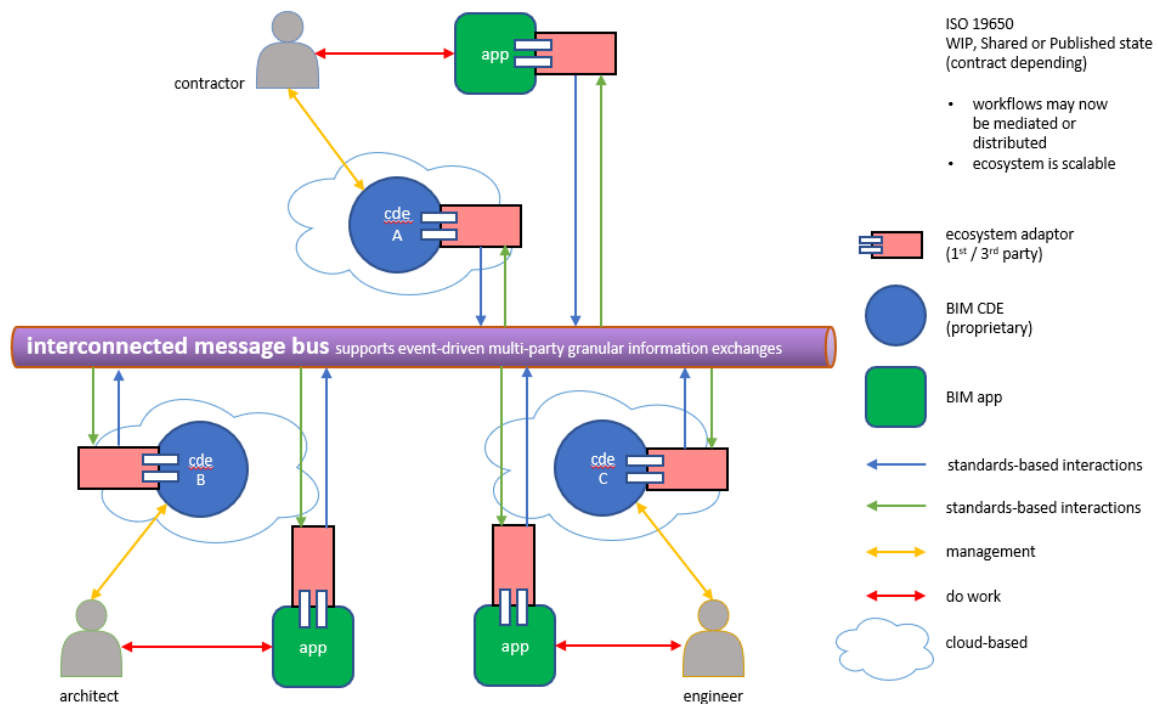 contractor
app
cde
A
interconnected message bus supports event-driven multi-party granular information exchanges
cde
B
cde
C
app
app
architect
engineer
ISO 19650
WIP, Shared or Published state
(contract depending)
• workflows may now
be mediated or
distributed
• ecosystem is scalable
ecosystem adaptor
(1st / 3rd party)
BIM CDE
(proprietary)
BIM app
standards-based interactions
standards-based interactions
management
do work
cloud-based